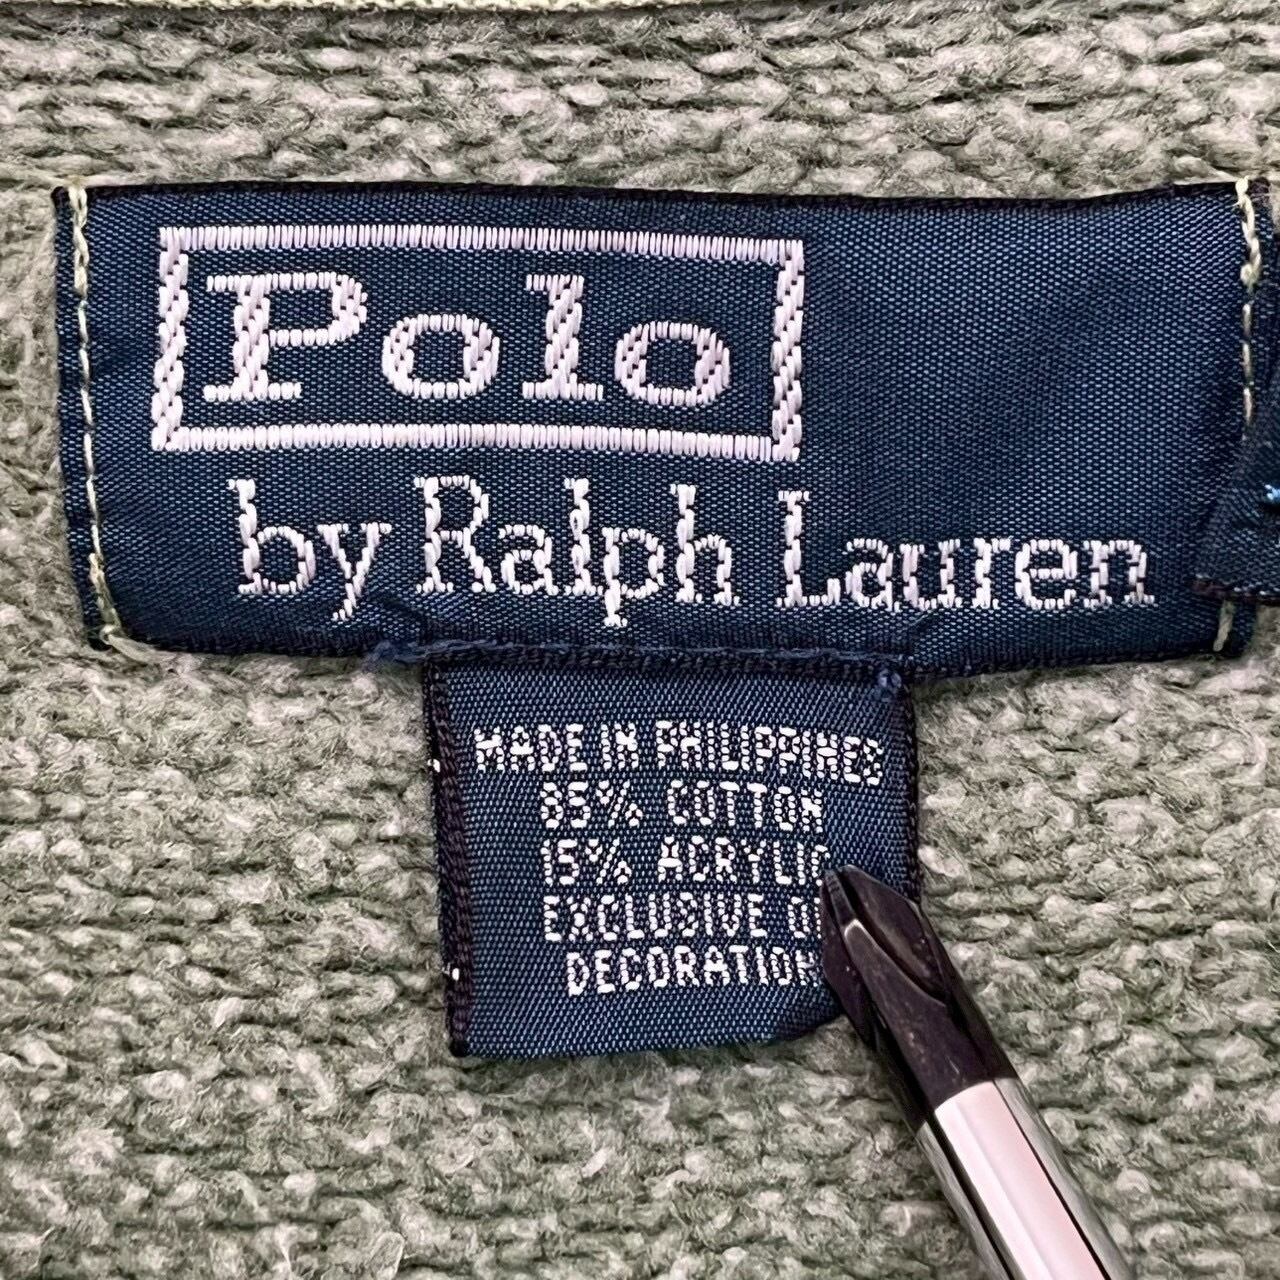 Polo
by Ralph Lauren
MADE IN PHILIPPINES
85% COTTON
15% ACRYLIC
EXCLUSIVE OF
DECORATION